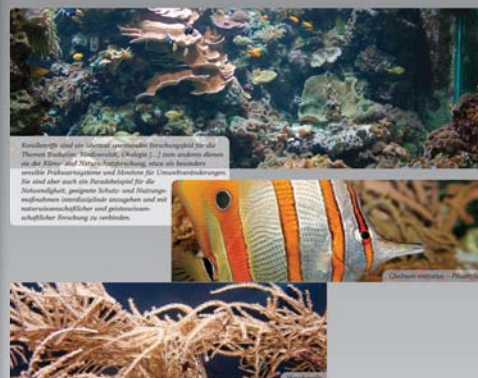 Korallenriffe sind ein überaus spannendes Forschungsfeld für die
Themen Evolution, Biodiversität, Ökologie [...] zum anderen dienen
sie der Klima- und Naturschutzforschung, etwa als besonders
sensible Frühwarnsysteme und Monitore für Umweltveränderungen.
Sie sind aber auch ein Paradebeispiel für die
Notwendigkeit, geeignete Schutz- und Nutzungs-
maßnahmen interdisziplinär anzugehen und mit
naturwissenschaftlicher und geisteswissen-
schaftlicher Forschung zu verbinden.
Chelmon rostratus –